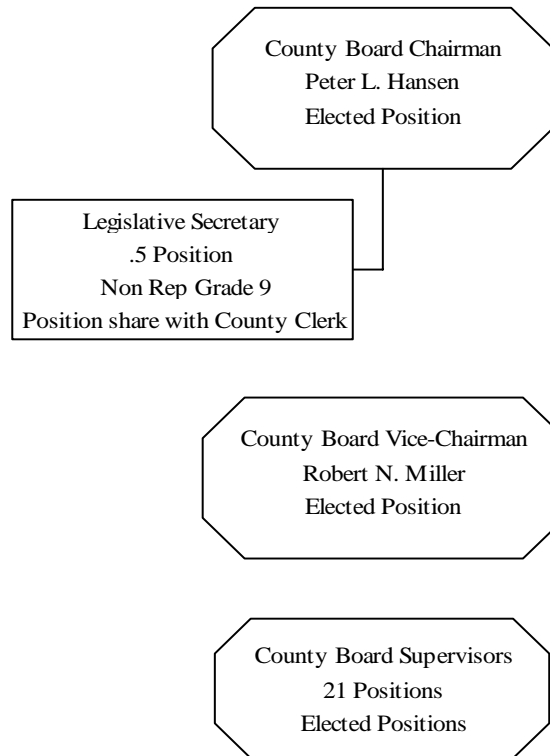 County Board Chairman
Peter L. Hansen
Elected Position
Legislative Secretary
.5 Position
Non Rep Grade 9
Position share with County Clerk
County Board Vice-Chairman
Robert N. Miller
Elected Position
County Board Supervisors
21 Positions
Elected Positions